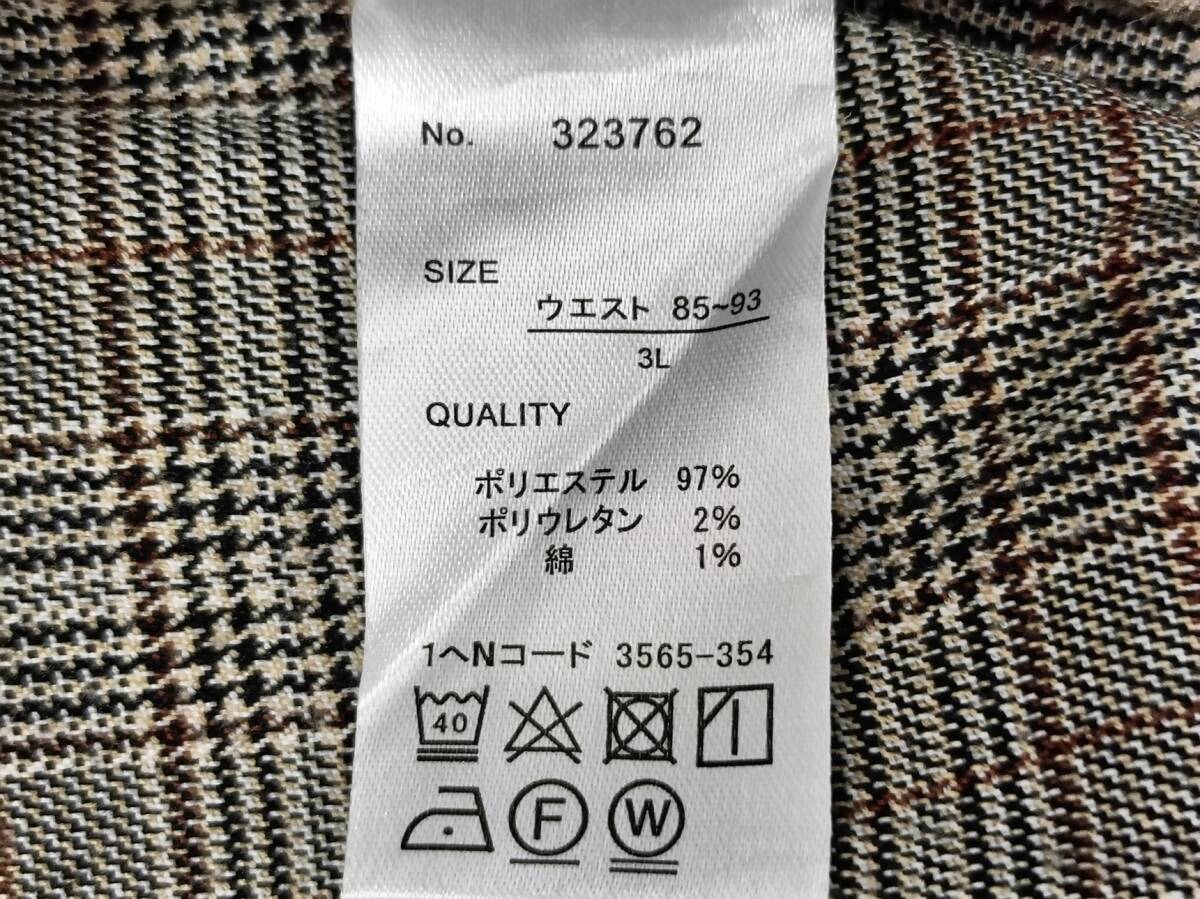 No. 323762
SIZE
ウエスト 85~93
3L
QUALITY
ポリエステル 97%
ポリウレタン 2%
綿 1%
1へNコード 3565-354
40
F W